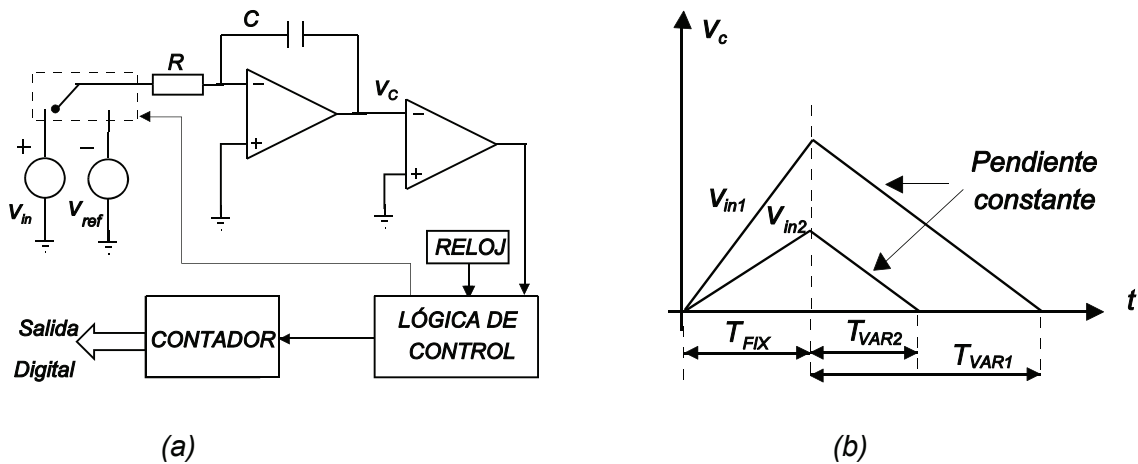 C
R
V_C
+
−
−
+
−
+
V_in
V_ref
RELOJ
LÓGICA DE
CONTROL
CONTADOR
Salida
Digital
(a)
V_c
Pendiente
constante
V_in1
V_in2
t
T_FIX
T_VAR2
T_VAR1
(b)